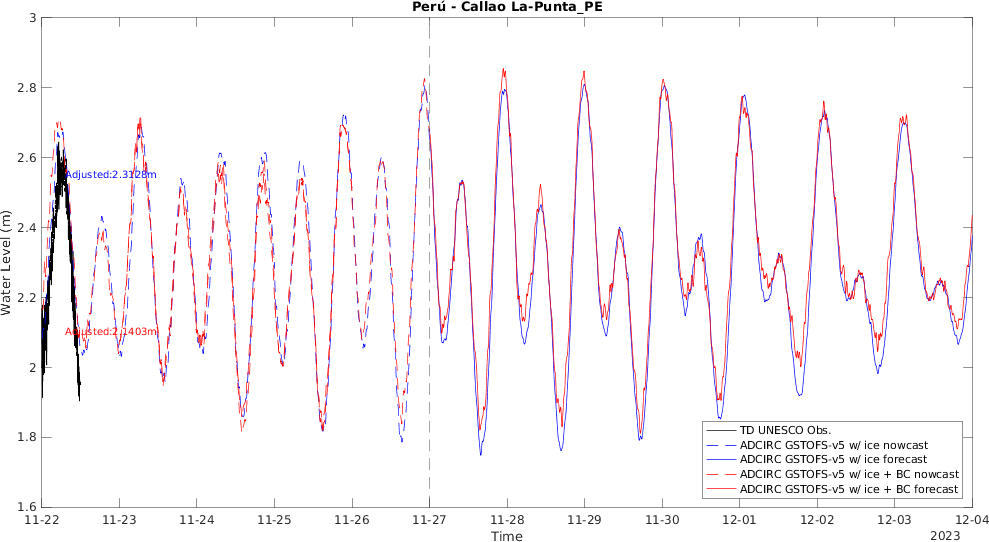 Perú - Callao La-Punta_PE
3
2.8
2.6
2.4
2.2
2
1.8
1.6
Water Level (m)
Adjusted:2.3128m
Adjusted:2.1403m
TD UNESCO Obs.
ADCIRC GSTOFS-v5 w/ ice nowcast
ADCIRC GSTOFS-v5 w/ ice forecast
ADCIRC GSTOFS-v5 w/ ice + BC nowcast
ADCIRC GSTOFS-v5 w/ ice + BC forecast
11-22 11-23 11-24 11-25 11-26 11-27 11-28 11-29 11-30 12-01 12-02 12-03 12-04
Time
2023